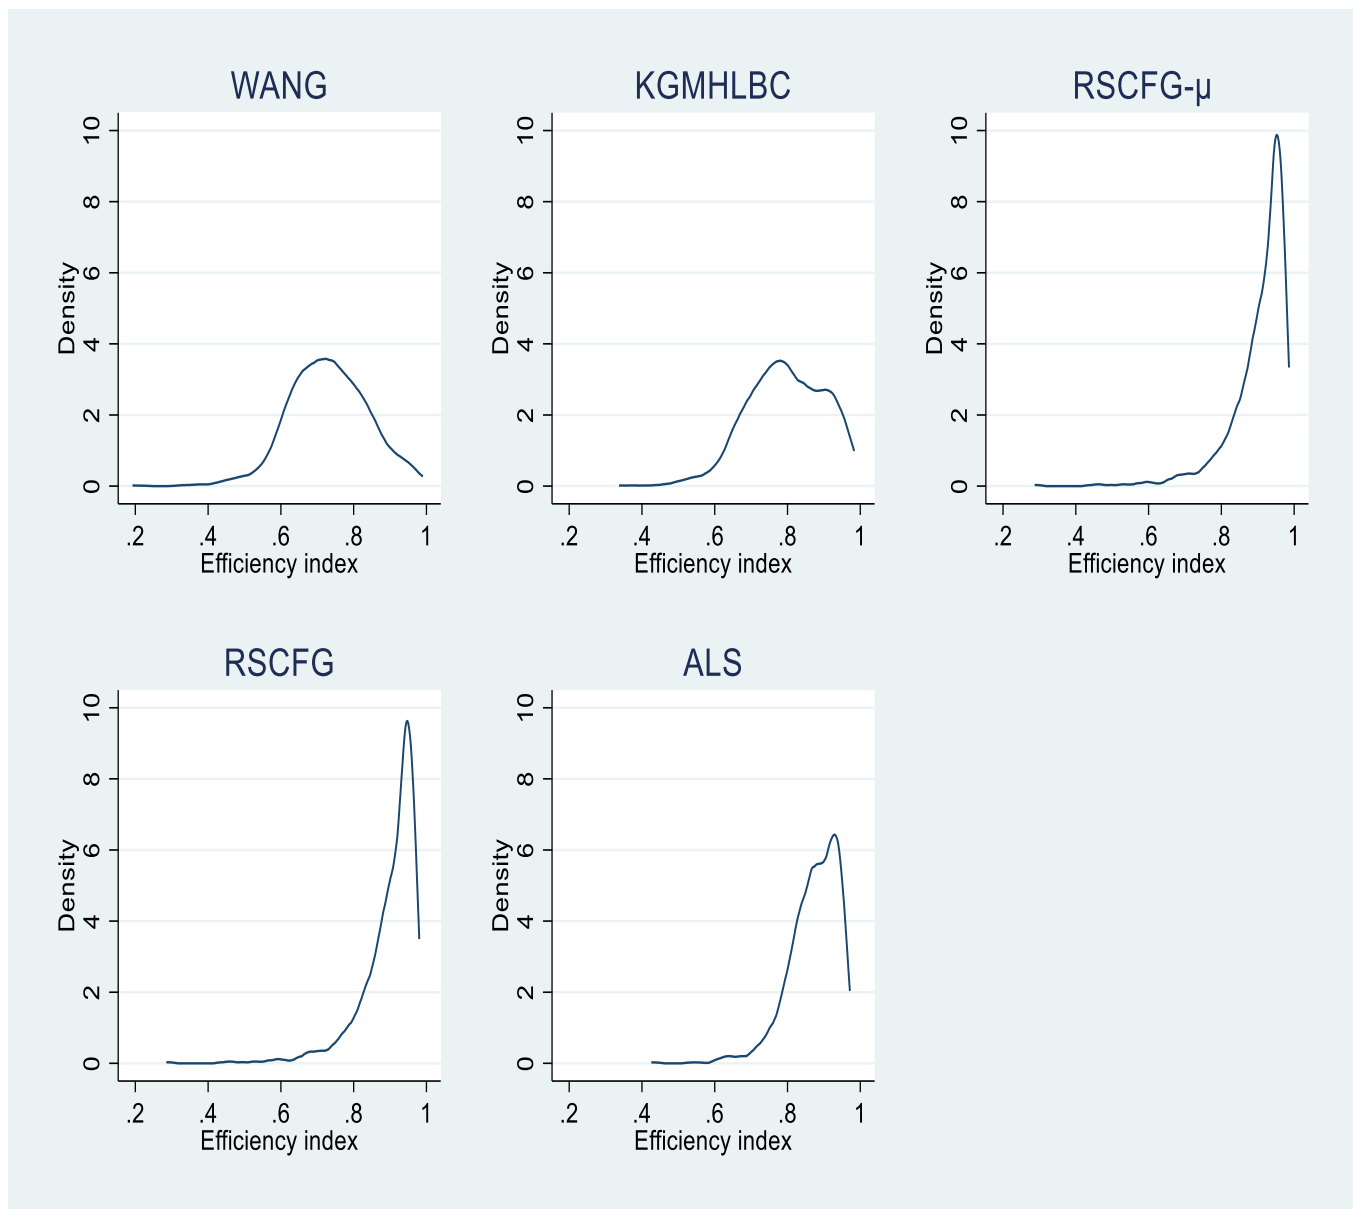 WANG
KGMHLBC
RSCFG-μ
Density
0 2 4 6 8 10
.2 .4 .6 .8 1
Efficiency index
Density
0 2 4 6 8 10
.2 .4 .6 .8 1
Efficiency index
Density
0 2 4 6 8 10
.2 .4 .6 .8 1
Efficiency index
RSCFG
ALS
Density
0 2 4 6 8 10
.2 .4 .6 .8 1
Efficiency index
Density
0 2 4 6 8 10
.2 .4 .6 .8 1
Efficiency index